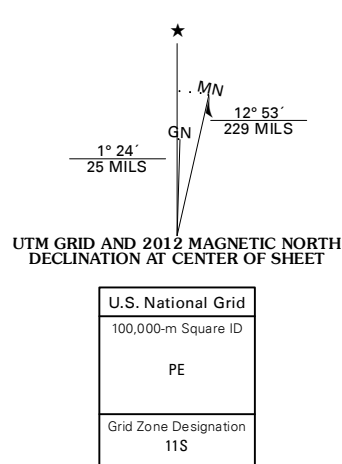 ★
MN
12° 53´
229 MILS
GN
1° 24´
25 MILS
UTM GRID AND 2012 MAGNETIC NORTH
DECLINATION AT CENTER OF SHEET
U.S. National Grid
100,000-m Square ID
PE
Grid Zone Designation
11S